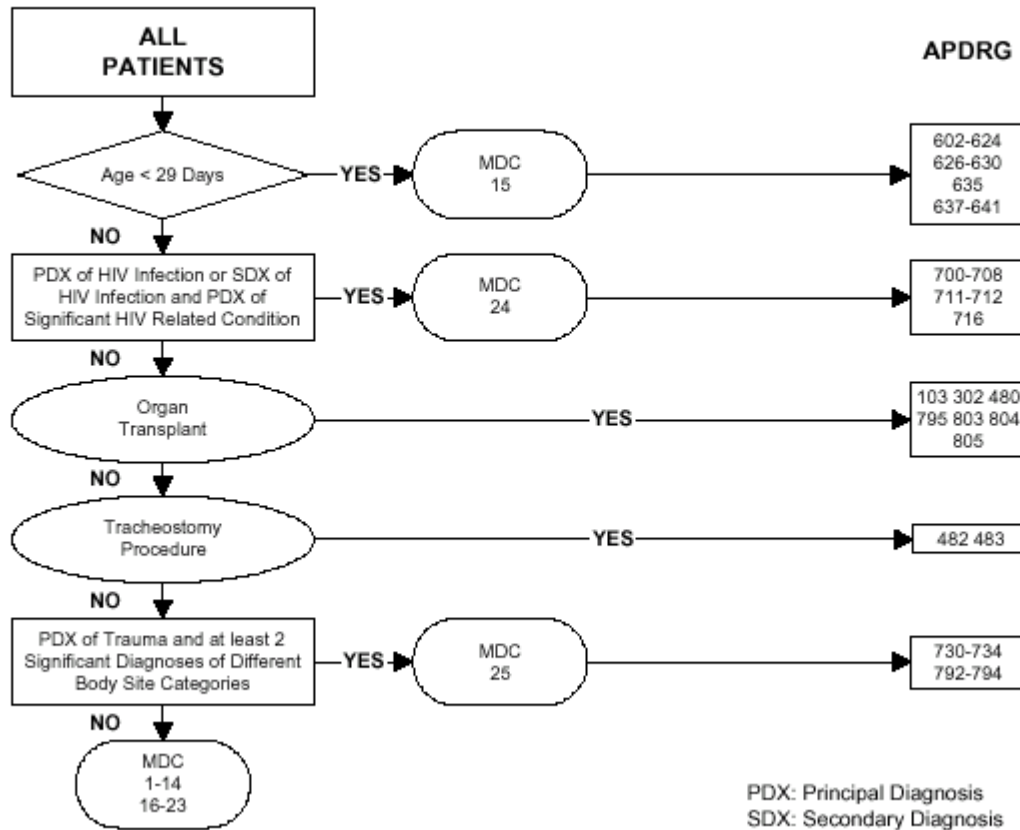 ALL
PATIENTS
APDRG
Age < 29 Days
YES
MDC
15
602-624
626-630
635
637-641
NO
PDX of HIV Infection or SDX of
HIV Infection and PDX of
Significant HIV Related Condition
YES
MDC
24
700-708
711-712
716
NO
Organ
Transplant
YES
103 302 480
795 803 804
805
NO
Tracheostomy
Procedure
YES
482 483
NO
PDX of Trauma and at least 2
Significant Diagnoses of Different
Body Site Categories
YES
MDC
25
730-734
792-794
NO
MDC
1-14
16-23
PDX: Principal Diagnosis
SDX: Secondary Diagnosis